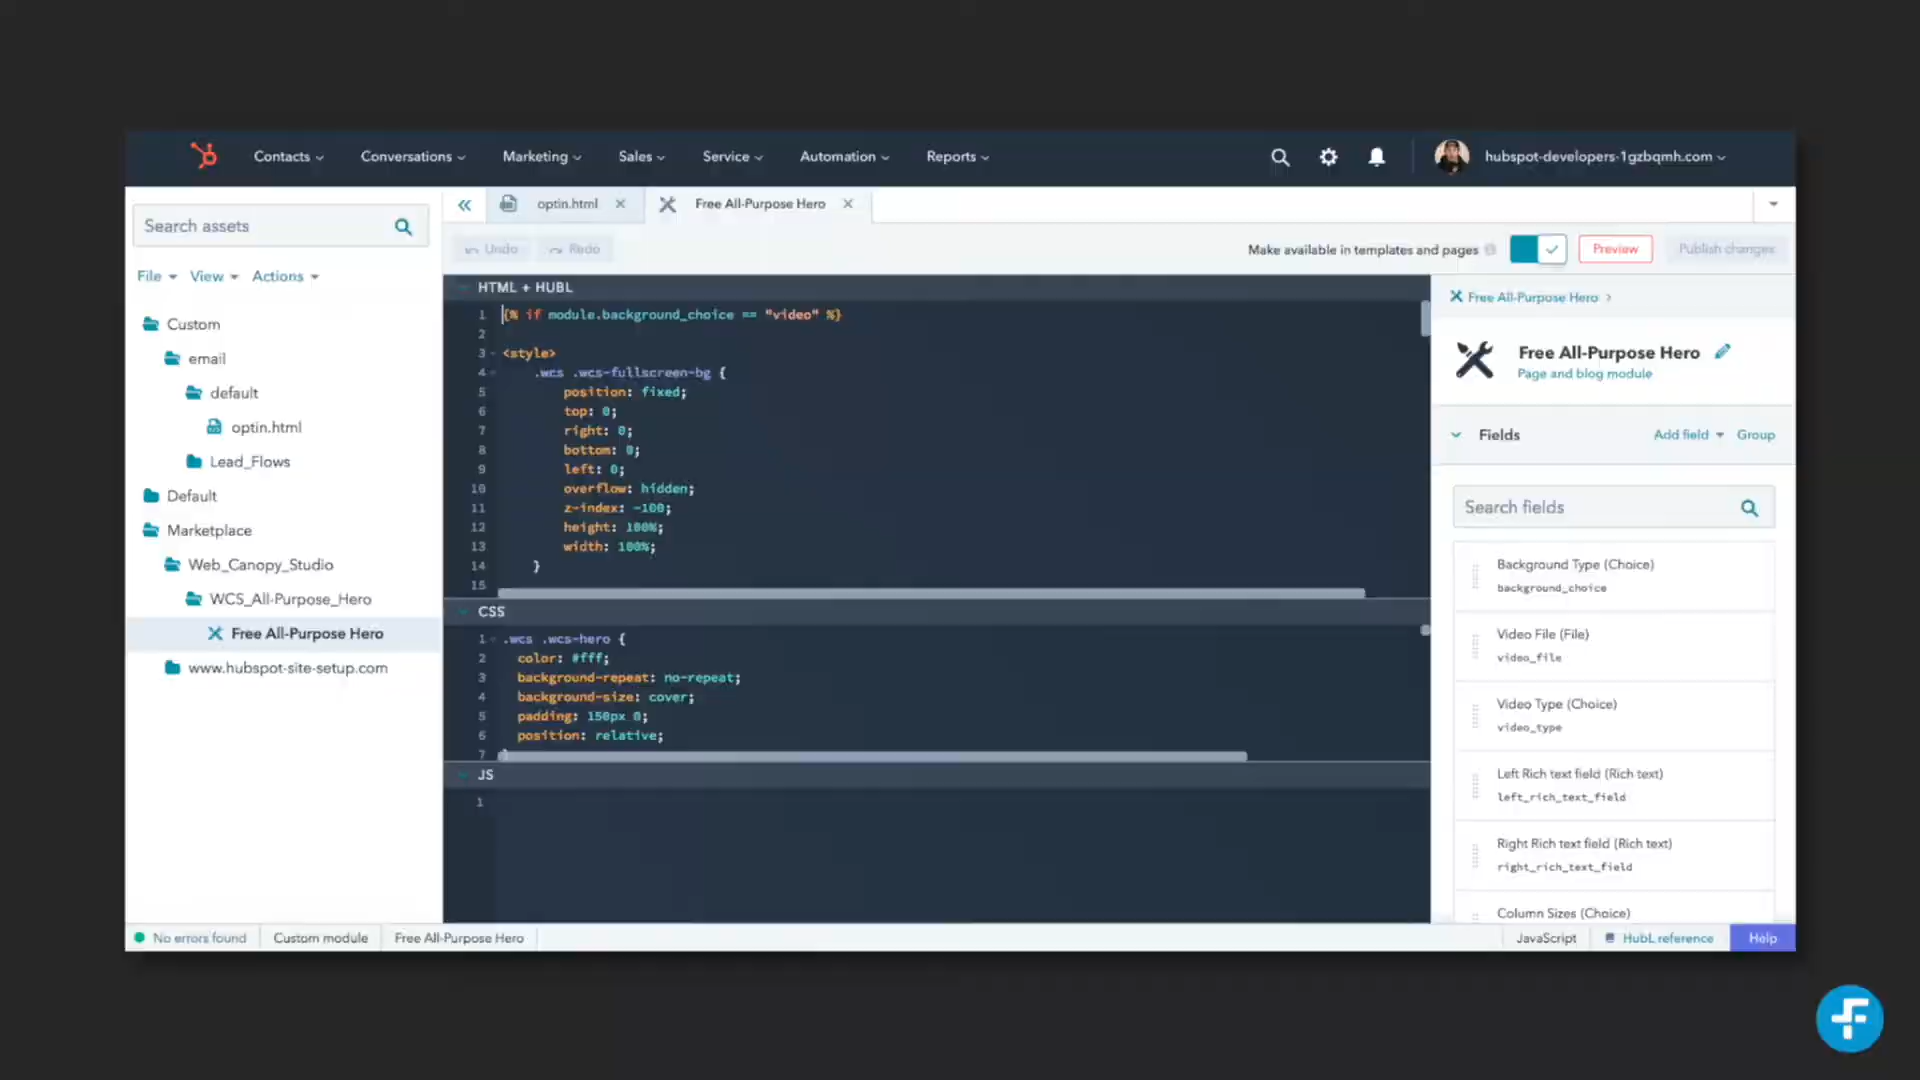 Contacts Conversations Marketing Sales Service Automation Reports hubspot-developers-1gzbqmh.com
Search assets
File View Actions
Custom
email
default
optin.html
Lead_Flows
Default
Marketplace
Web_Canopy_Studio
WCS_All-Purpose_Hero
Free All-Purpose Hero
www.hubspot-site-setup.com
optin.html Free All-Purpose Hero
Undo Redo Make available in templates and pages Preview Publish changes
HTML + HUBL
1 {% if module.background_choice == "video" %}
2
3 <style>
4 .wcs .wcs-fullscreen-bg {
5 position: fixed;
6 top: 0;
7 right: 0;
8 bottom: 0;
9 left: 0;
10 overflow: hidden;
11 z-index: -100;
12 height: 100%;
13 width: 100%;
14 }
15
CSS
1 .wcs .wcs-hero {
2 color: #fff;
3 background-repeat: no-repeat;
4 background-size: cover;
5 padding: 150px 0;
6 position: relative;
7 }
JS
1
Free All-Purpose Hero >
Free All-Purpose Hero
Page and blog module
Fields Add field Group
Search fields
Background Type (Choice)
background_choice
Video File (File)
video_file
Video Type (Choice)
video_type
Left Rich text field (Rich text)
left_rich_text_field
Right Rich text field (Rich text)
right_rich_text_field
Column Sizes (Choice)
No errors found Custom module Free All-Purpose Hero JavaScript HubL reference Help